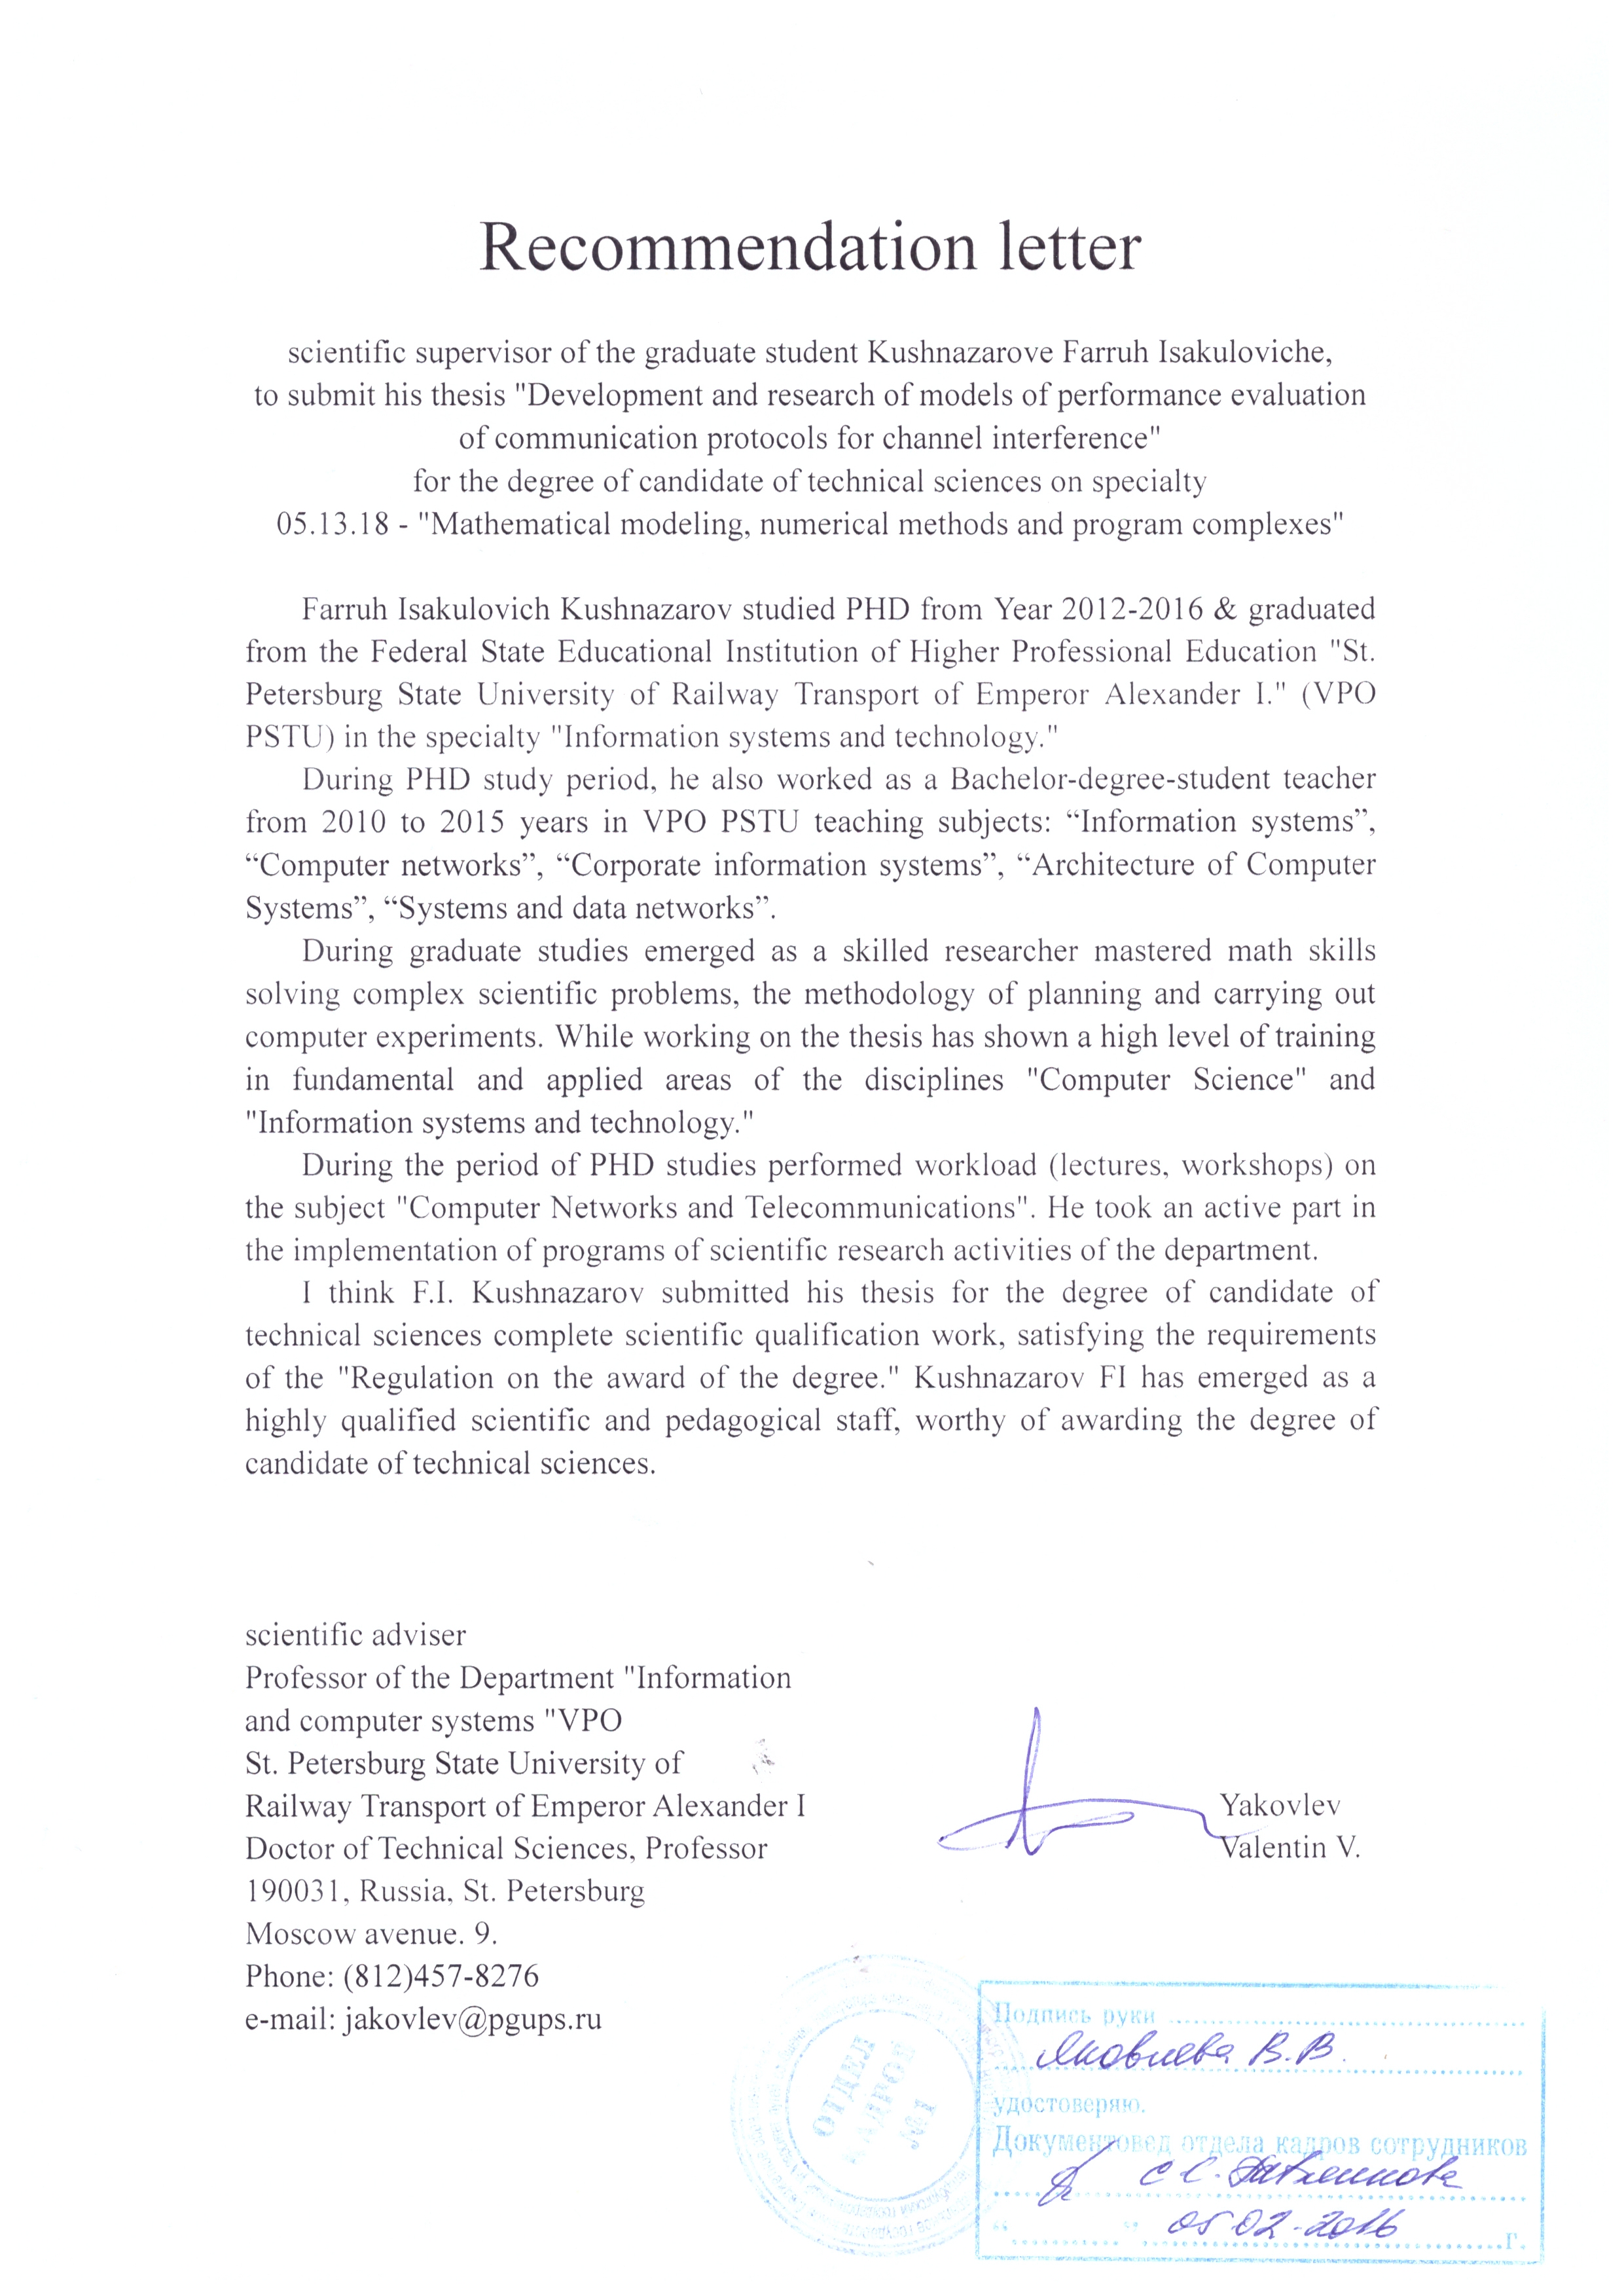 Recommendation letter
scientific supervisor of the graduate student Kushnazarove Farruh Isakuloviche,
to submit his thesis "Development and research of models of performance evaluation
of communication protocols for channel interference"
for the degree of candidate of technical sciences on specialty
05.13.18 - "Mathematical modeling, numerical methods and program complexes"
Farruh Isakulovich Kushnazarov studied PHD from Year 2012-2016 & graduated
from the Federal State Educational Institution of Higher Professional Education "St.
Petersburg State University of Railway Transport of Emperor Alexander I." (VPO
PSTU) in the specialty "Information systems and technology."
During PHD study period, he also worked as a Bachelor-degree-student teacher
from 2010 to 2015 years in VPO PSTU teaching subjects: “Information systems”,
“Computer networks”, “Corporate information systems”, “Architecture of Computer
Systems”, “Systems and data networks”.
During graduate studies emerged as a skilled researcher mastered math skills
solving complex scientific problems, the methodology of planning and carrying out
computer experiments. While working on the thesis has shown a high level of training
in fundamental and applied areas of the disciplines "Computer Science" and
"Information systems and technology."
During the period of PHD studies performed workload (lectures, workshops) on
the subject "Computer Networks and Telecommunications". He took an active part in
the implementation of programs of scientific research activities of the department.
I think F.I. Kushnazarov submitted his thesis for the degree of candidate of
technical sciences complete scientific qualification work, satisfying the requirements
of the "Regulation on the award of the degree." Kushnazarov FI has emerged as a
highly qualified scientific and pedagogical staff, worthy of awarding the degree of
candidate of technical sciences.
scientific adviser
Professor of the Department "Information
and computer systems "VPO
St. Petersburg State University of
Railway Transport of Emperor Alexander I
Doctor of Technical Sciences, Professor
190031, Russia, St. Petersburg
Moscow avenue. 9.
Phone: (812)457-8276
e-mail: jakovlev@pgups.ru
Yakovlev
Valentin V.
ОТДЕЛ
КАДРОВ
Подпись руки
Яковлева В.В.
удостоверяю.
Документовед отдела кадров сотрудников
С.С.
05 02.2016 г.